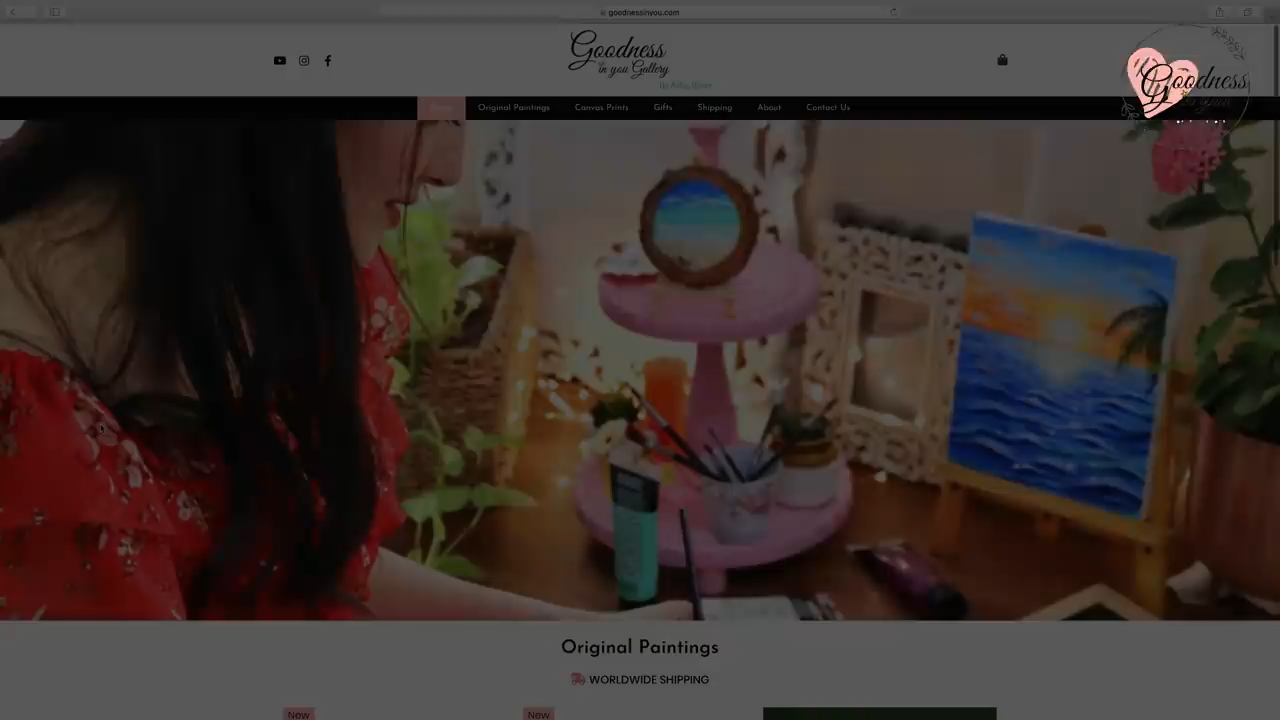 goodnessinyou.com
Goodness
in you Gallery
Goodness
Original Paintings
Canvas Prints
Gifts
Shipping
About
Contact Us
Original Paintings
WORLDWIDE SHIPPING
New
New